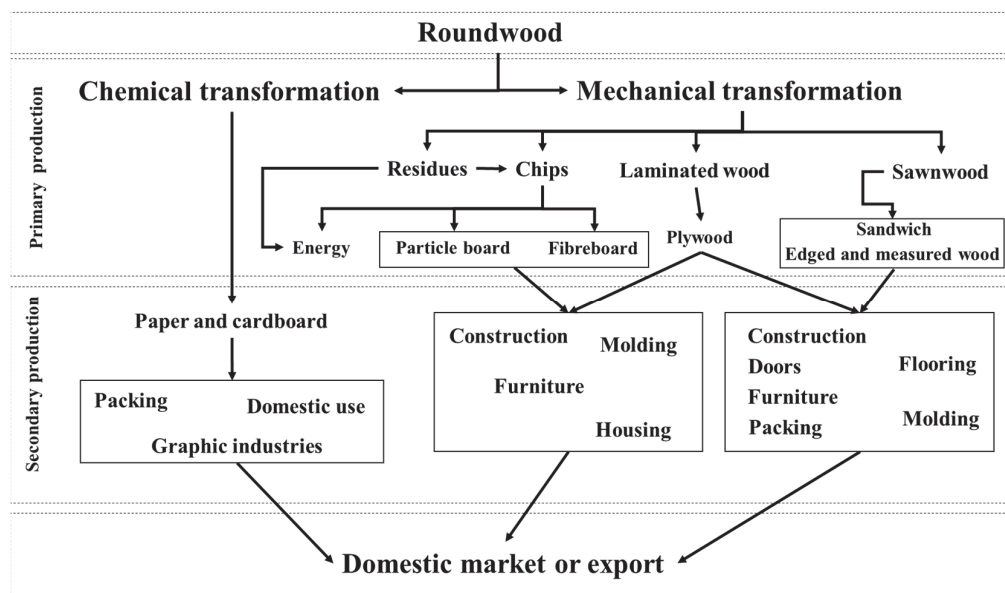 Roundwood
Primary production
Chemical transformation
Mechanical transformation
Residues
Chips
Laminated wood
Sawnwood
Energy
Particle board
Fibreboard
Plywood
Sandwich
Edged and measured wood
Secondary production
Paper and cardboard
Packing
Domestic use
Graphic industries
Construction
Molding
Furniture
Housing
Construction
Doors
Flooring
Furniture
Packing
Molding
Domestic market or export